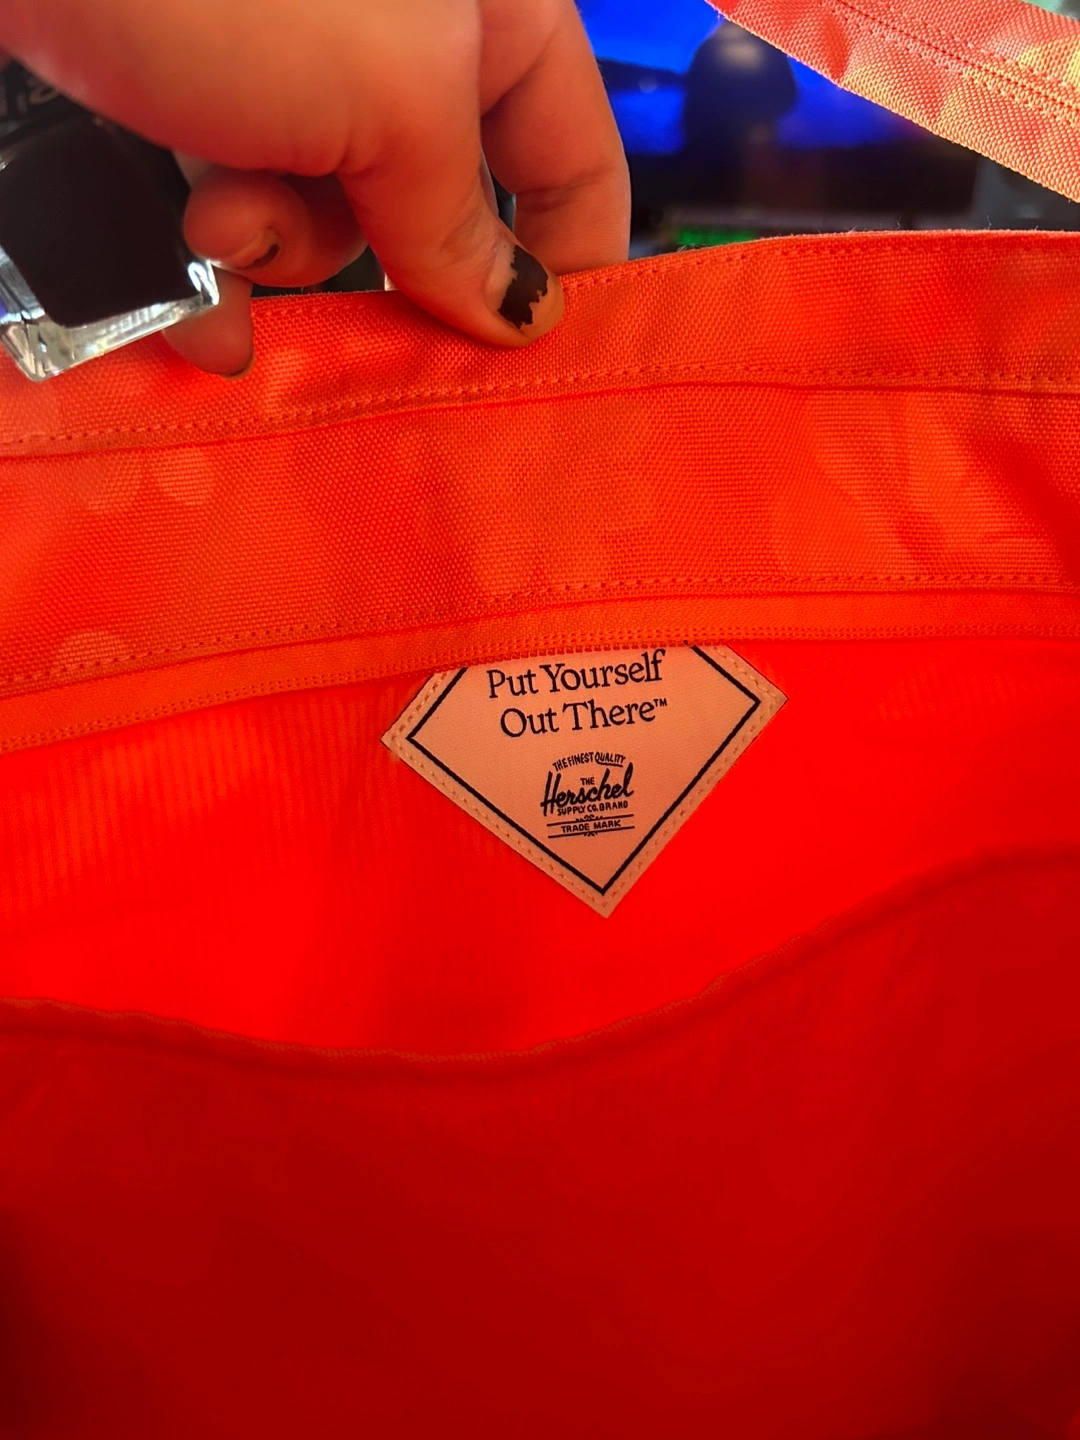 Put Yourself
Out There™
THE FINEST QUALITY
THE
Herschel
SUPPLY CO. BRAND
TRADE MARK